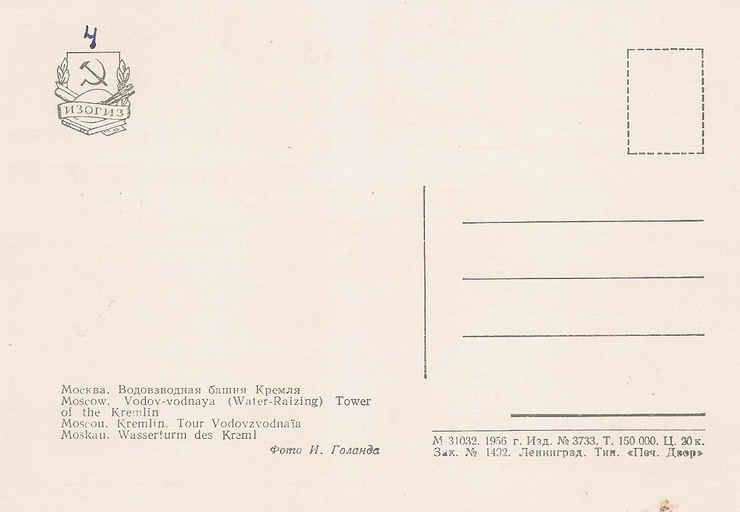 ч
ИЗОГИЗ
Москва. Водовзводная башня Кремля
Moscow. Vodov-vodnaya (Water-Raizing) Tower
of the Kremlin
Moscou. Kremlin. Tour Vodovzvodnaïa
Moskau. Wasserturm des Kreml
Фото И. Голанда
М 31032. 1956 г. Изд. № 3733. Т. 150 000. Ц. 20 к.
Зак. № 1492. Ленинград. Тип. «Печ. Двор»